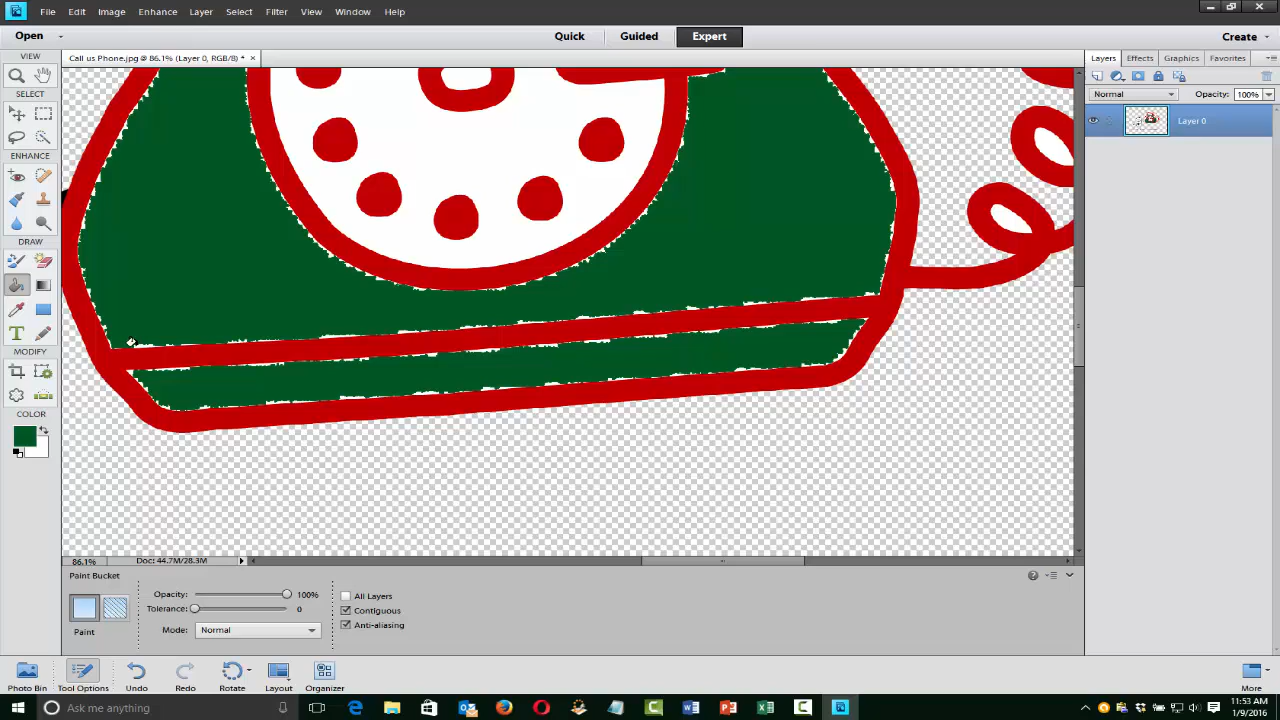 File Edit Image Enhance Layer Select Filter View Window Help
Open Quick Guided Expert Create
VIEW
Call us Phone.jpg @ 86.1% (Layer 0, RGB/8) * ×
Layers Effects Graphics Favorites
SELECT
Normal Opacity: 100%
Layer 0
ENHANCE
DRAW
MODIFY
COLOR
86.1% Doc: 44.7M/28.3M
Paint Bucket
Opacity: 100%
All Layers
Tolerance: 0
Contiguous
Anti-aliasing
Mode: Normal
Paint
Photo Bin Tool Options Undo Redo Rotate Layout Organizer More
Ask me anything
11:53 AM
1/9/2016